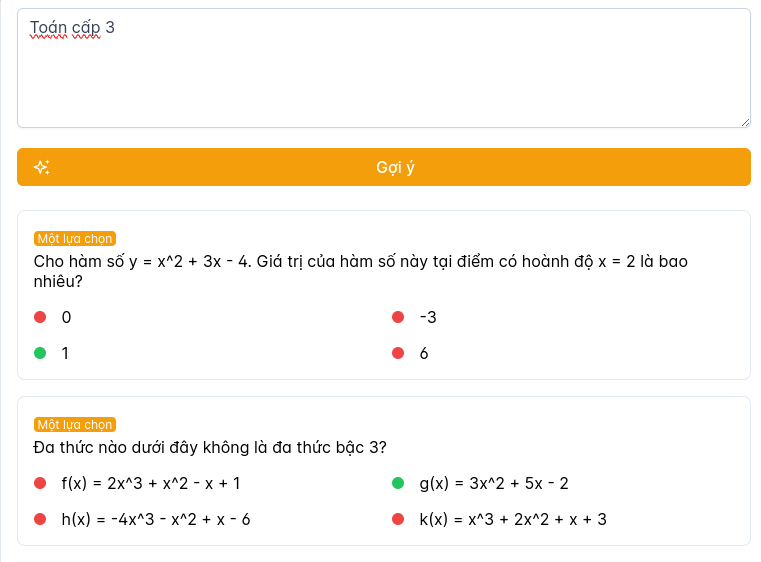 Toán cấp 3
Gợi ý
Một lựa chọn
Cho hàm số y = x^2 + 3x - 4. Giá trị của hàm số này tại điểm có hoành độ x = 2 là bao
nhiêu?
0
-3
1
6
Một lựa chọn
Đa thức nào dưới đây không là đa thức bậc 3?
f(x) = 2x^3 + x^2 - x + 1
g(x) = 3x^2 + 5x - 2
h(x) = -4x^3 - x^2 + x - 6
k(x) = x^3 + 2x^2 + x + 3